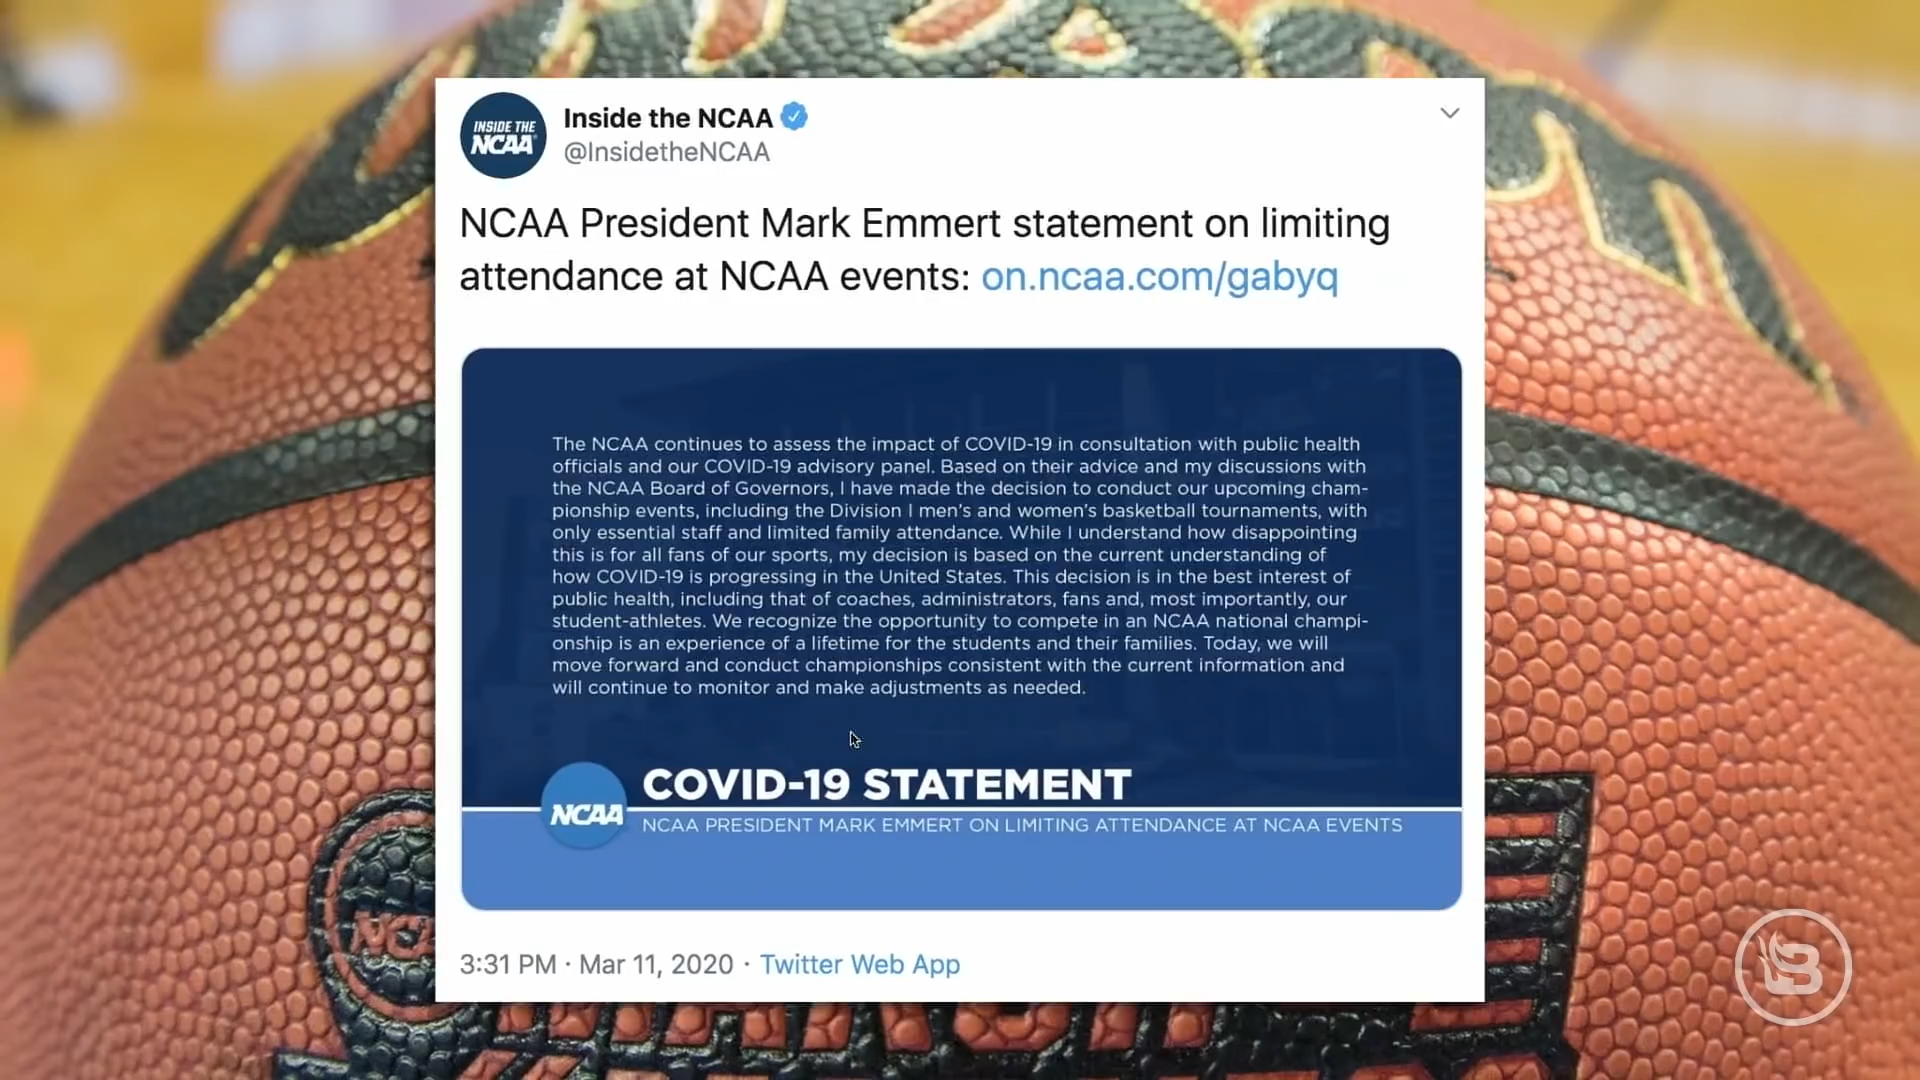 INSIDE THE
NCAA
Inside the NCAA
@InsidetheNCAA
NCAA President Mark Emmert statement on limiting
attendance at NCAA events: on.ncaa.com/gabyq
The NCAA continues to assess the impact of COVID-19 in consultation with public health
officials and our COVID-19 advisory panel. Based on their advice and my discussions with
the NCAA Board of Governors, I have made the decision to conduct our upcoming cham-
pionship events, including the Division I men's and women's basketball tournaments, with
only essential staff and limited family attendance. While I understand how disappointing
this is for all fans of our sports, my decision is based on the current understanding of
how COVID-19 is progressing in the United States. This decision is in the best interest of
public health, including that of coaches, administrators, fans and, most importantly, our
student-athletes. We recognize the opportunity to compete in an NCAA national champi-
onship is an experience of a lifetime for the students and their families. Today, we will
move forward and conduct championships consistent with the current information and
will continue to monitor and make adjustments as needed.
COVID-19 STATEMENT
NCAA
NCAA PRESIDENT MARK EMMERT ON LIMITING ATTENDANCE AT NCAA EVENTS
3:31 PM · Mar 11, 2020 · Twitter Web App
B